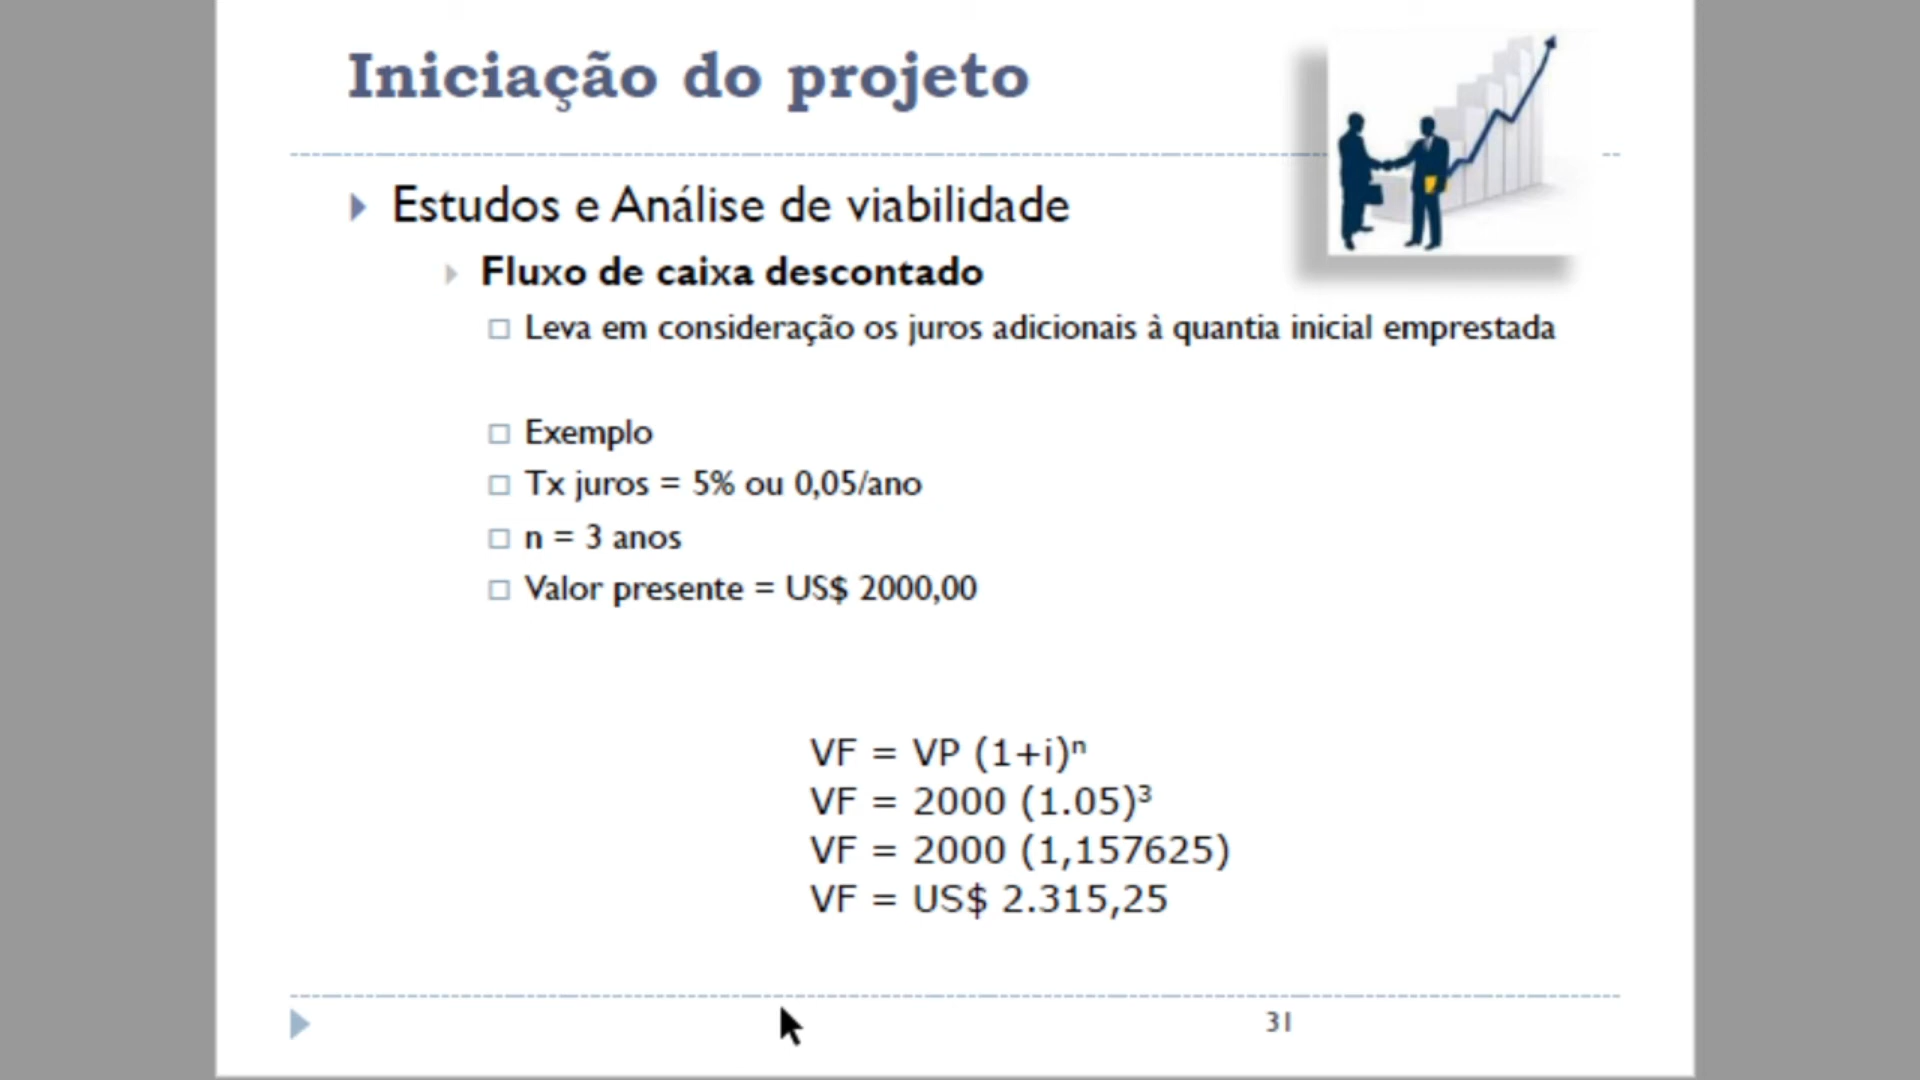 Iniciação do projeto
Estudos e Análise de viabilidade
Fluxo de caixa descontado
Leva em consideração os juros adicionais à quantia inicial emprestada
Exemplo
Tx juros = 5% ou 0,05/ano
n = 3 anos
Valor presente = US$ 2000,00
VF = VP (1+i)ⁿ
VF = 2000 (1.05)³
VF = 2000 (1,157625)
VF = US$ 2.315,25
31